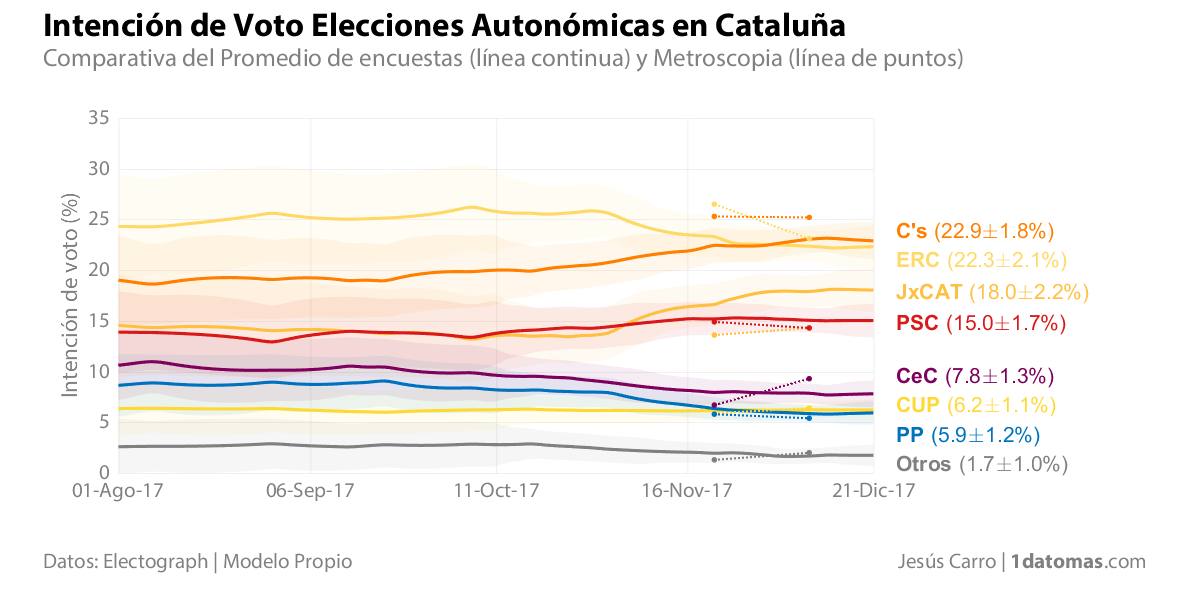 Intención de Voto Elecciones Autonómicas en Cataluña
Comparativa del Promedio de encuestas (línea continua) y Metroscopia (línea de puntos)
Intención de voto (%)
35
30
25
20
15
10
5
0
01-Ago-17
06-Sep-17
11-Oct-17
16-Nov-17
21-Dic-17
C's (22.9±1.8%)
ERC (22.3±2.1%)
JxCAT (18.0±2.2%)
PSC (15.0±1.7%)
CeC (7.8±1.3%)
CUP (6.2±1.1%)
PP (5.9±1.2%)
Otros (1.7±1.0%)
Datos: Electograph | Modelo Propio
Jesús Carro | 1datomas.com